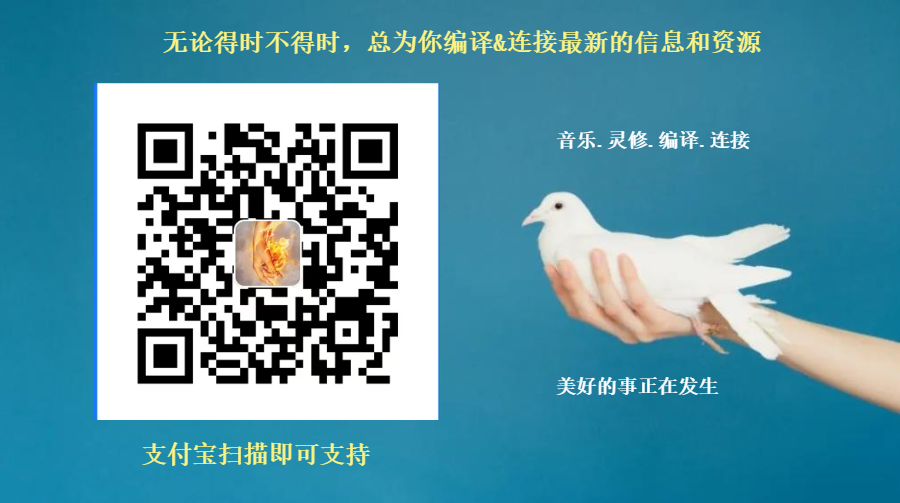 无论得时不得时，总为你编译&连接最新的信息和资源
音乐.灵修.编译.连接
美好的事正在发生
支付宝扫描即可支持